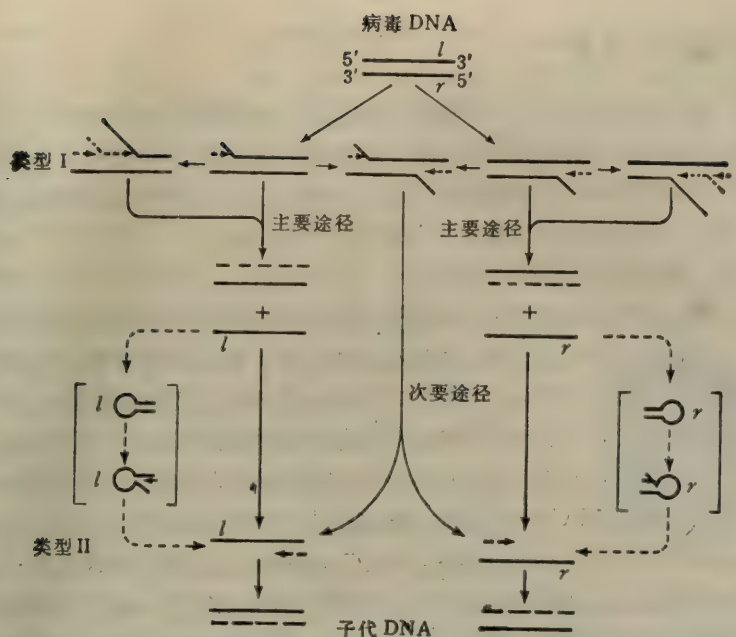 病毒 DNA
l
5' 3'
3' 5'
r
类型 I
主要途径 主要途径
+ +
l r
次要途径
l r
l r
l
类型 II
r
子代 DNA